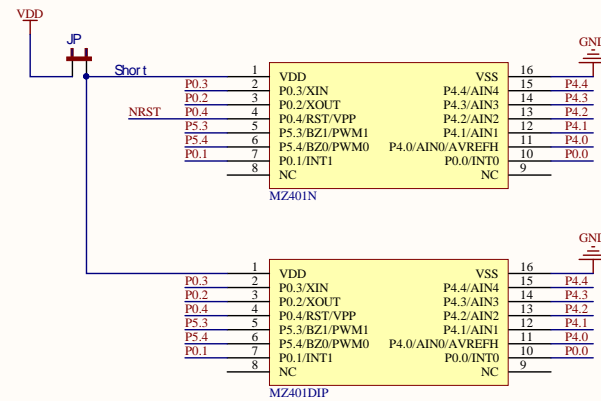 VDD
JP
GND
Short 1 VDD VSS 16
P0.3 2 P0.3/XIN P4.4/AIN4 15 P4.4
P0.2 3 P0.2/XOUT P4.3/AIN3 14 P4.3
NRST P0.4 4 P0.4/RST/VPP P4.2/AIN2 13 P4.2
P5.3 5 P5.3/BZ1/PWM1 P4.1/AIN1 12 P4.1
P5.4 6 P5.4/BZ0/PWM0 P4.0/AIN0/AVREFH 11 P4.0
P0.1 7 P0.1/INT1 P0.0/INT0 10 P0.0
8 NC NC 9
MZ401N
GND
1 VDD VSS 16
P0.3 2 P0.3/XIN P4.4/AIN4 15 P4.4
P0.2 3 P0.2/XOUT P4.3/AIN3 14 P4.3
P0.4 4 P0.4/RST/VPP P4.2/AIN2 13 P4.2
P5.3 5 P5.3/BZ1/PWM1 P4.1/AIN1 12 P4.1
P5.4 6 P5.4/BZ0/PWM0 P4.0/AIN0/AVREFH 11 P4.0
P0.1 7 P0.1/INT1 P0.0/INT0 10 P0.0
8 NC NC 9
MZ401DIP